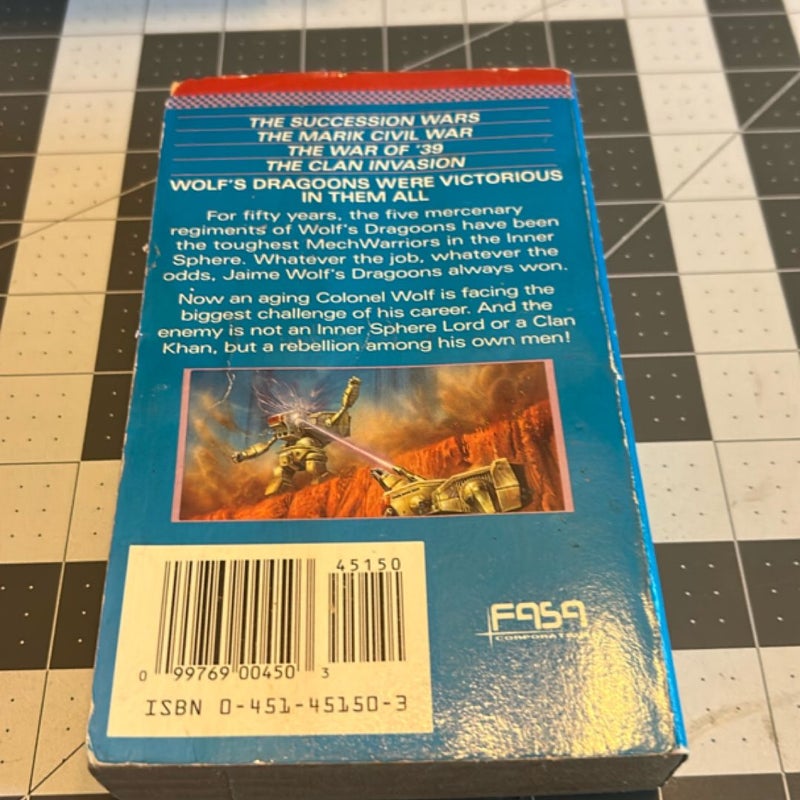 THE SUCCESSION WARS
THE MARIK CIVIL WAR
THE WAR OF '39
THE CLAN INVASION
WOLF'S DRAGOONS WERE VICTORIOUS
IN THEM ALL
For fifty years, the five mercenary
regiments of Wolf's Dragoons have been
the toughest MechWarriors in the Inner
Sphere. Whatever the job, whatever the
odds, Jaime Wolf's Dragoons always won.
Now an aging Colonel Wolf is facing the
biggest challenge of his career. And the
enemy is not an Inner Sphere Lord or a Clan
Khan, but a rebellion among his own men!
45150
0 99769 00450 3
ISBN 0-451-45150-3
FASA
CORPORATION